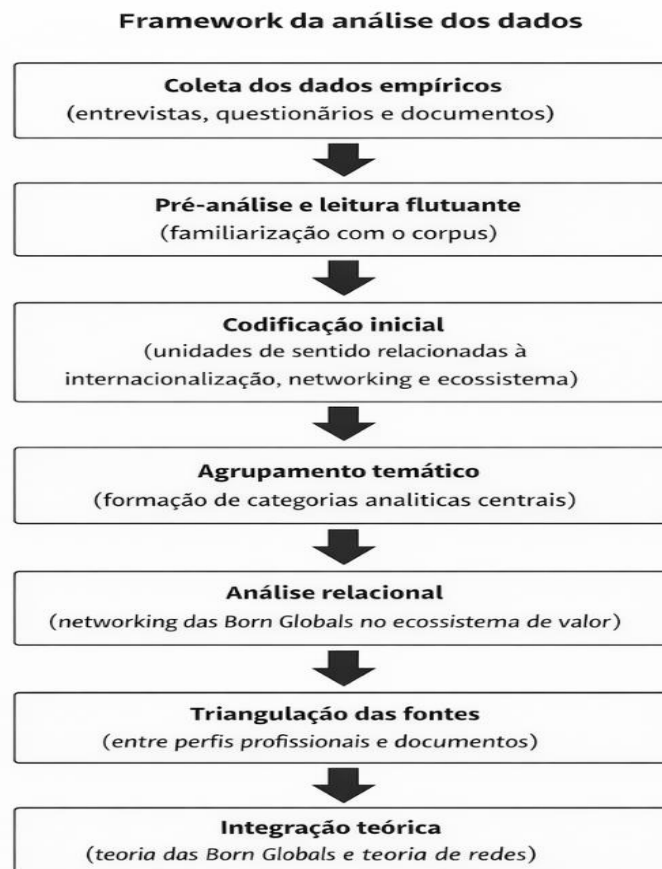 Framework da análise dos dados
Coleta dos dados empíricos
(entrevistas, questionários e documentos)
Pré-análise e leitura flutuante
(familiarização com o corpus)
Codificação inicial
(unidades de sentido relacionadas à
internacionalização, networking e ecossistema)
Agrupamento temático
(formação de categorias analiticas centrais)
Análise relacional
(networking das Born Globals no ecossistema de valor)
Triangulação das fontes
(entre perfis profissionais e documentos)
Integração teórica
(teoria das Born Globals e teoria de redes)